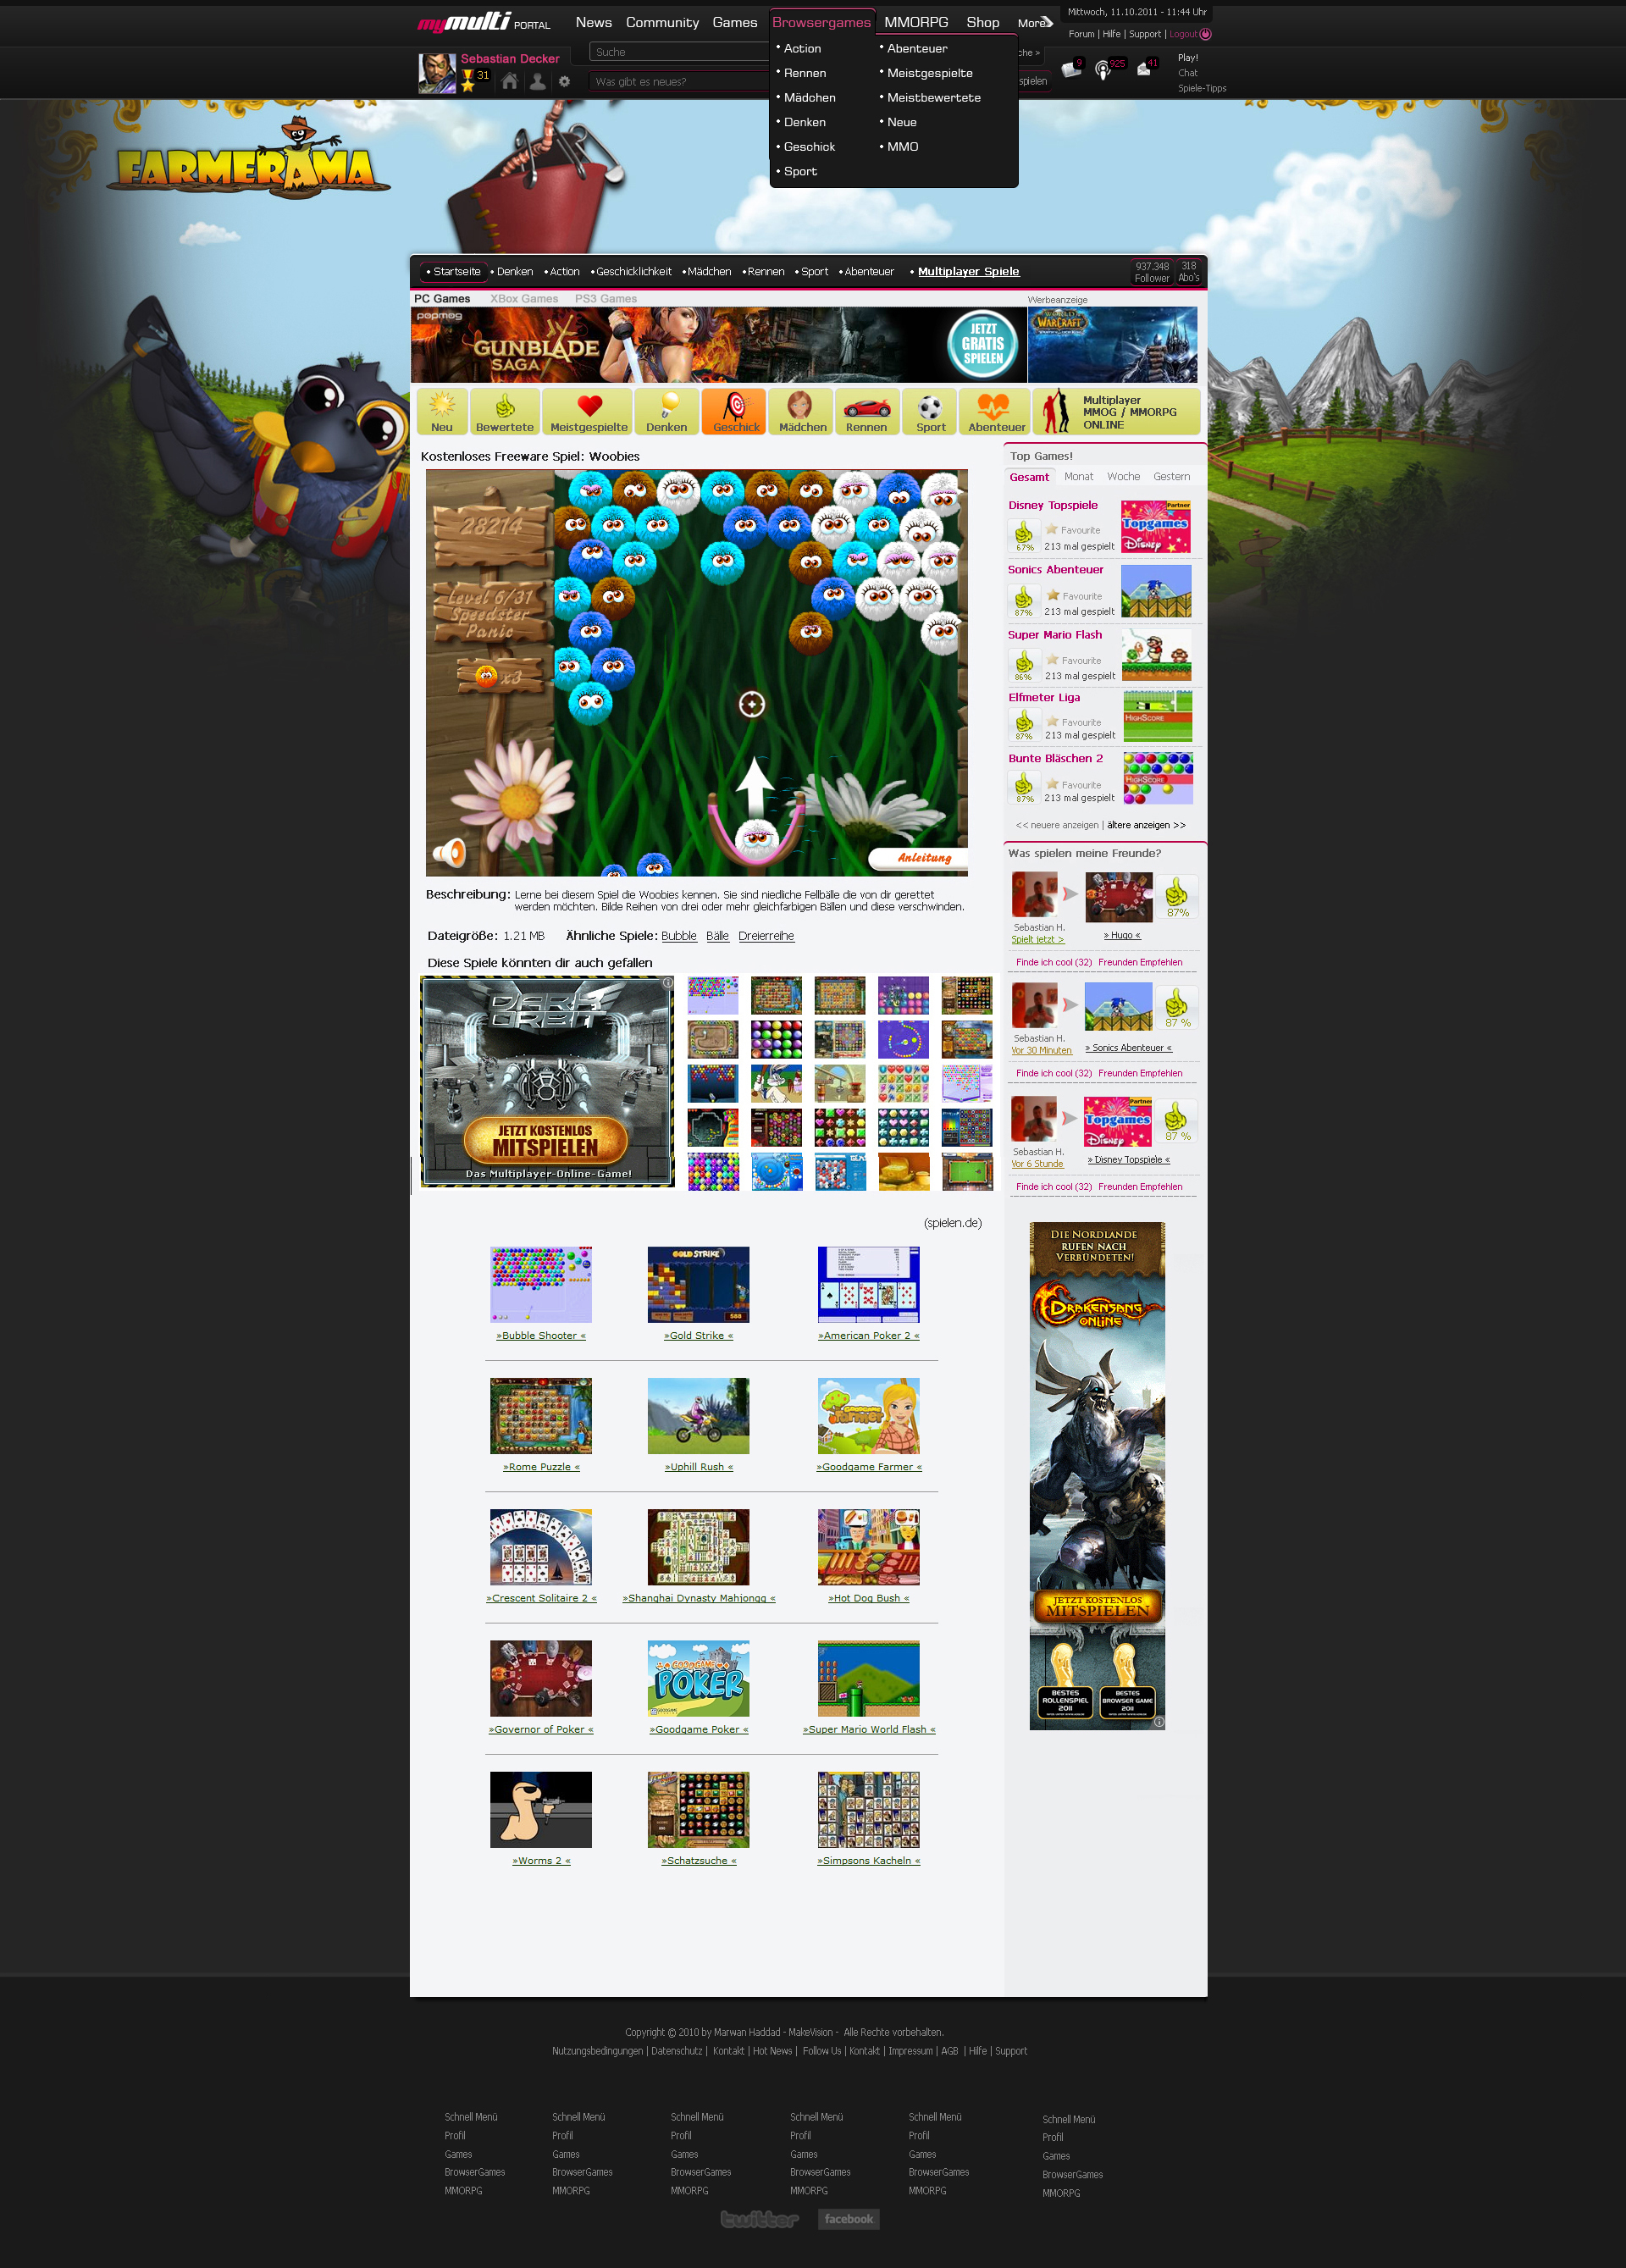 mymulti PORTAL
News Community Games Browsergames MMORPG Shop More
Mittwoch, 11.10.2011 - 11:44 Uhr
Forum | Hilfe | Support | Logout
Sebastian Decker
31
Suche
che »
Was gibt es neues?
spielen
9
925
41
Play!
Chat
Spiele-Tipps
Action
Rennen
Mädchen
Denken
Geschick
Sport
Abenteuer
Meistgespielte
Meistbewertete
Neue
MMO
FARMERAMA
Startseite Denken Action Geschicklichkeit Mädchen Rennen Sport Abenteuer Multiplayer Spiele
937.348 Follower
318 Abo's
PC Games XBox Games PS3 Games
Werbeanzeige
popmog
GUNBLADE SAGA
JETZT GRATIS SPIELEN
WORLD OF WARCRAFT
Neu Bewertete Meistgespielte Denken Geschick Mädchen Rennen Sport Abenteuer
Multiplayer
MMOG / MMORPG
ONLINE
Kostenloses Freeware Spiel: Woobies
26214
Level 6/31
Speedster
Panic
x3
Anleitung
Beschreibung: Lerne bei diesem Spiel die Woobies kennen. Sie sind niedliche Fellbälle die von dir gerettet
werden möchten. Bilde Reihen von drei oder mehr gleichfarbigen Bällen und diese verschwinden.
Dateigröße: 1.21 MB Ähnliche Spiele: Bubble Bälle Dreierreihe
Diese Spiele könnten dir auch gefallen
DARK ORBIT
JETZT KOSTENLOS
MITSPIELEN
Das Multiplayer-Online-Game!
(spielen.de)
GOLD STRIKE
588
»Bubble Shooter « »Gold Strike « »American Poker 2 «
GOODGAME Farmer
»Rome Puzzle « »Uphill Rush « »Goodgame Farmer «
»Crescent Solitaire 2 « »Shanghai Dynasty Mahjongg « »Hot Dog Bush «
GOODGAME POKER
»Governor of Poker « »Goodgame Poker « »Super Mario World Flash «
»Worms 2 « »Schatzsuche « »Simpsons Kacheln «
Top Games!
Gesamt Monat Woche Gestern
Disney Topspiele
67%
Favourite
213 mal gespielt
Partner
Topgames
Disney
Sonics Abenteuer
87%
Favourite
213 mal gespielt
Super Mario Flash
86%
Favourite
213 mal gespielt
Elfmeter Liga
87%
Favourite
213 mal gespielt
HIGHSCORE
Bunte Bläschen 2
87%
Favourite
213 mal gespielt
HIGHSCORE
<< neuere anzeigen | ältere anzeigen >>
Was spielen meine Freunde?
87%
Sebastian H.
Spielt jetzt >
» Hugo «
Finde ich cool (32) Freunden Empfehlen
87 %
Sebastian H.
Vor 30 Minuten
» Sonics Abenteuer «
Finde ich cool (32) Freunden Empfehlen
Partner
Topgames
Disney
87 %
Sebastian H.
Vor 6 Stunde
» Disney Topspiele «
Finde ich cool (32) Freunden Empfehlen
DIE NORDLANDE
RUFEN NACH
VERBÜNDETEN!
DRAKENSANG
ONLINE
JETZT KOSTENLOS
MITSPIELEN
BESTES
ROLLENSPIEL
2011
BESTES
BROWSER GAME
2011
Copyright © 2010 by Marwan Haddad - MakeVision - Alle Rechte vorbehalten.
Nutzungsbedingungen | Datenschutz | Kontakt | Hot News | Follow Us | Kontakt | Impressum | AGB | Hilfe | Support
Schnell Menü Schnell Menü Schnell Menü Schnell Menü Schnell Menü Schnell Menü
Profil Profil Profil Profil Profil Profil
Games Games Games Games Games Games
BrowserGames BrowserGames BrowserGames BrowserGames BrowserGames BrowserGames
MMORPG MMORPG MMORPG MMORPG MMORPG MMORPG
twitter facebook